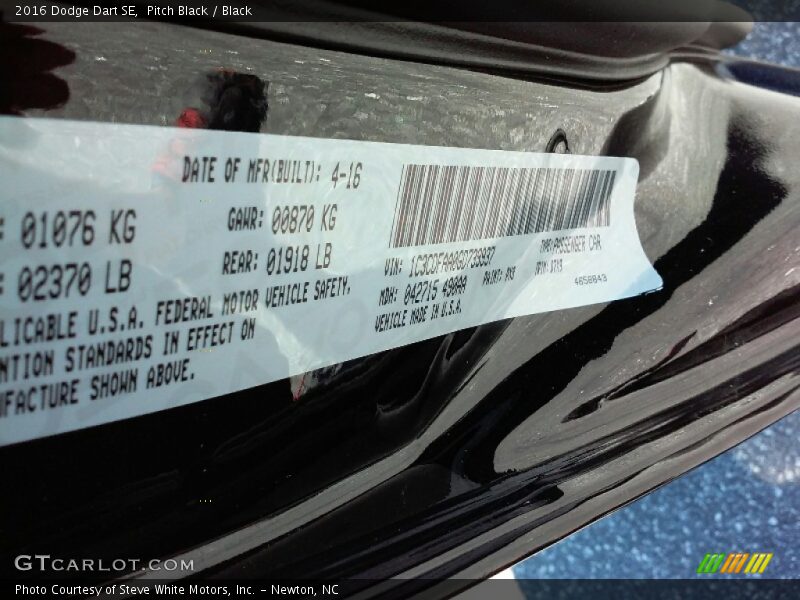 2016 Dodge Dart SE, Pitch Black / Black
DATE OF MFR(BUILT): 4-16
: 01076 KG GAWR: 00870 KG
: 02370 LB REAR: 01918 LB
LICABLE U.S.A. FEDERAL MOTOR VEHICLE SAFETY.
NTION STANDARDS IN EFFECT ON
FACTURE SHOWN ABOVE.
VIN: TYPE: PASSENGER CAR
MDH: 042715 PAINT: TRIM:
VEHICLE MADE IN U.S.A. 4658843
GTcarlot.com
Photo Courtesy of Steve White Motors, Inc. – Newton, NC